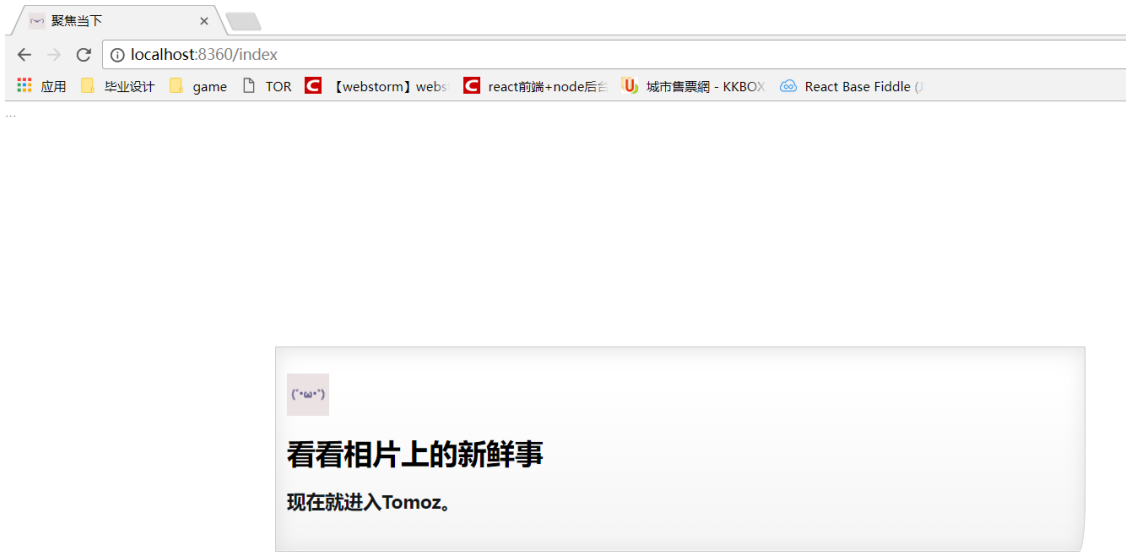 聚焦当下
localhost:8360/index
应用 毕业设计 game TOR 【webstorm】webs react前端+node后台 城市售票網 - KKBOX React Base Fiddle (J
...
(˘•ω•˘)
看看相片上的新鲜事
现在就进入Tomoz。